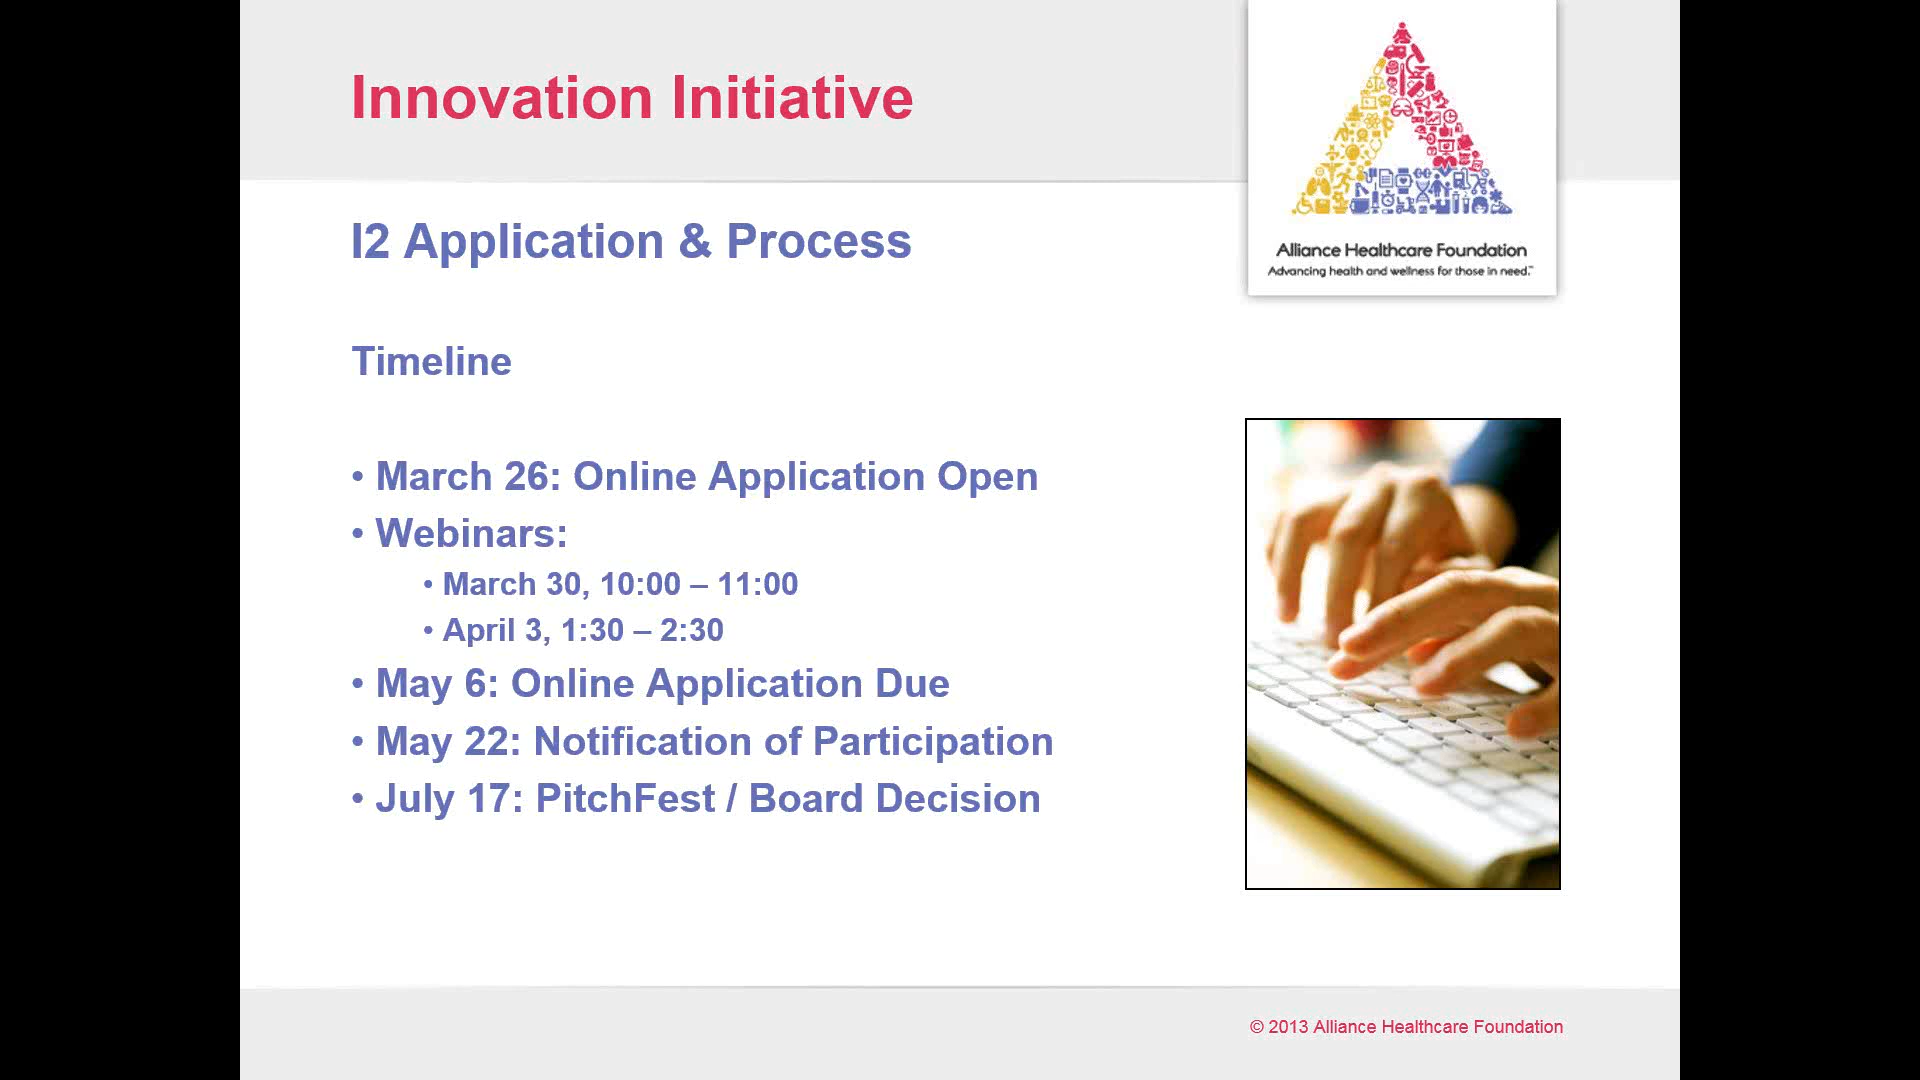 Innovation Initiative
Alliance Healthcare Foundation
Advancing health and wellness for those in need.™
I2 Application & Process
Timeline
• March 26: Online Application Open
• Webinars:
• March 30, 10:00 – 11:00
• April 3, 1:30 – 2:30
• May 6: Online Application Due
• May 22: Notification of Participation
• July 17: PitchFest / Board Decision
© 2013 Alliance Healthcare Foundation